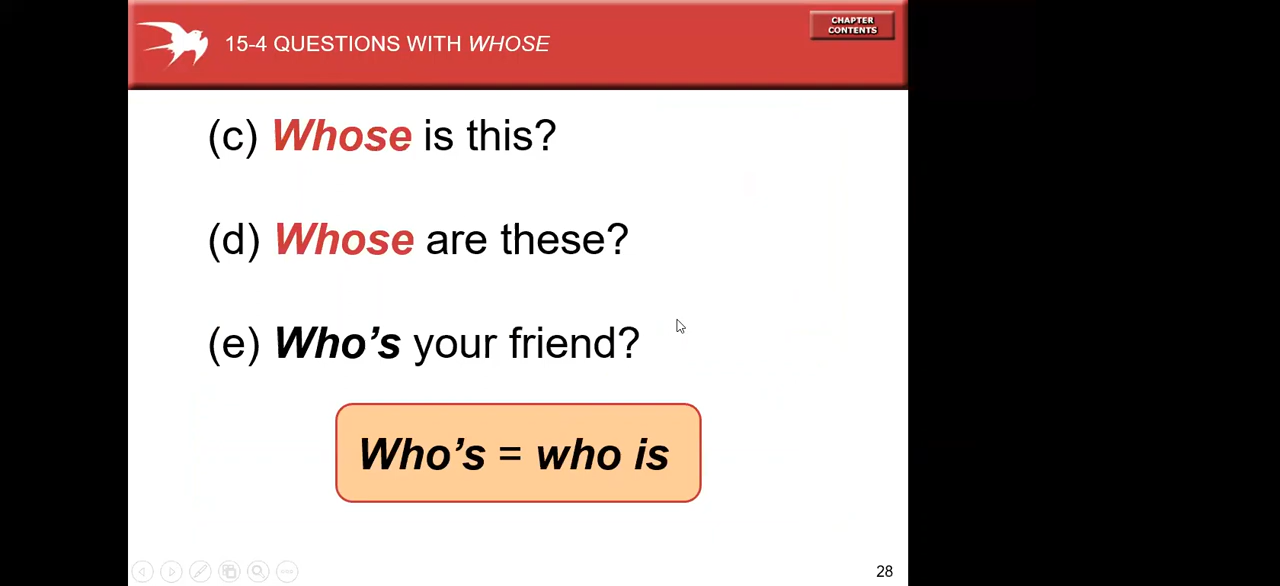 15-4 QUESTIONS WITH WHOSE
CHAPTER
CONTENTS
(c) Whose is this?
(d) Whose are these?
(e) Who’s your friend?
Who’s = who is
28